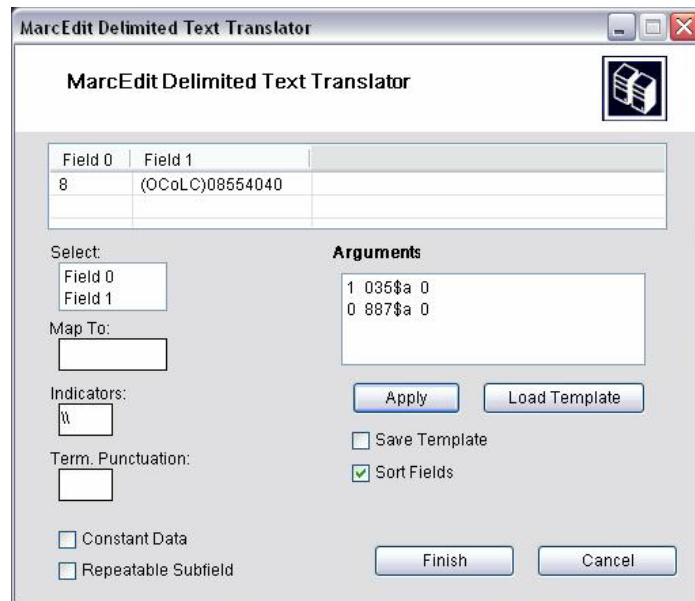 MarcEdit Delimited Text Translator
MarcEdit Delimited Text Translator
Field 0 Field 1
8 (OCoLC)08554040
Select:
Field 0
Field 1
Map To:
Indicators:
\\
Term. Punctuation:
Constant Data
Repeatable Subfield
Arguments
1 035$a 0
0 887$a 0
Apply Load Template
Save Template
Sort Fields
Finish Cancel